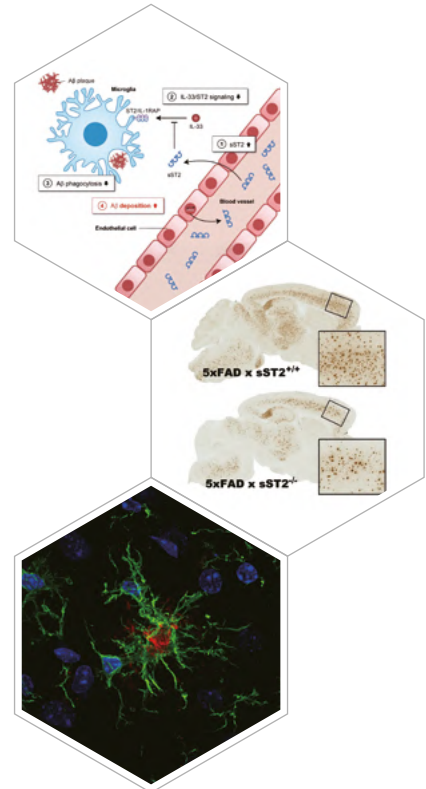 Aβ plaque
Microglia
② IL-33/ST2 signaling ⬇
ST2/IL-1RAP
IL-33
① sST2 ⬆
sST2
③ Aβ phagocytosis ⬇
④ Aβ deposition ⬆
Blood vessel
Endothelial cell
5xFAD x sST2+/+
5xFAD x sST2-/-